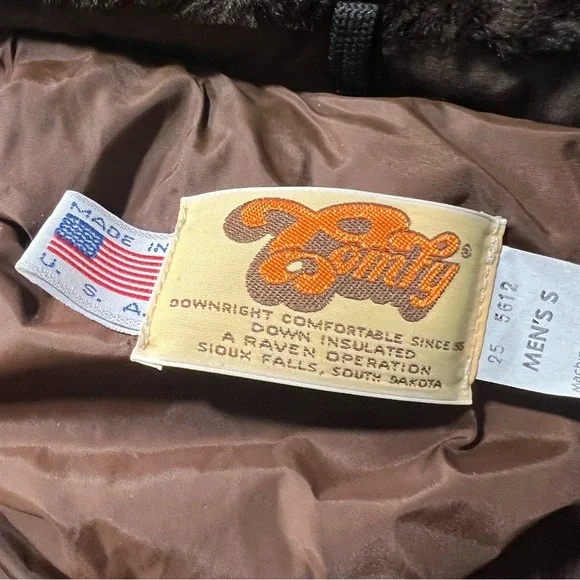 MADE IN
U. S. A.
Comfy®
DOWNRIGHT COMFORTABLE SINCE 55
DOWN INSULATED
A RAVEN OPERATION
SIOUX FALLS, SOUTH DAKOTA
25 5612
MEN'S S